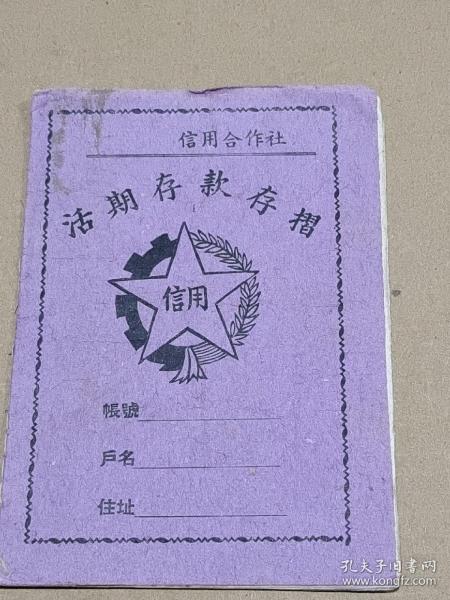 信用合作社
活期存款存摺
信用
帳號
戶名
住址
孔夫子旧书网
www.kongfz.com